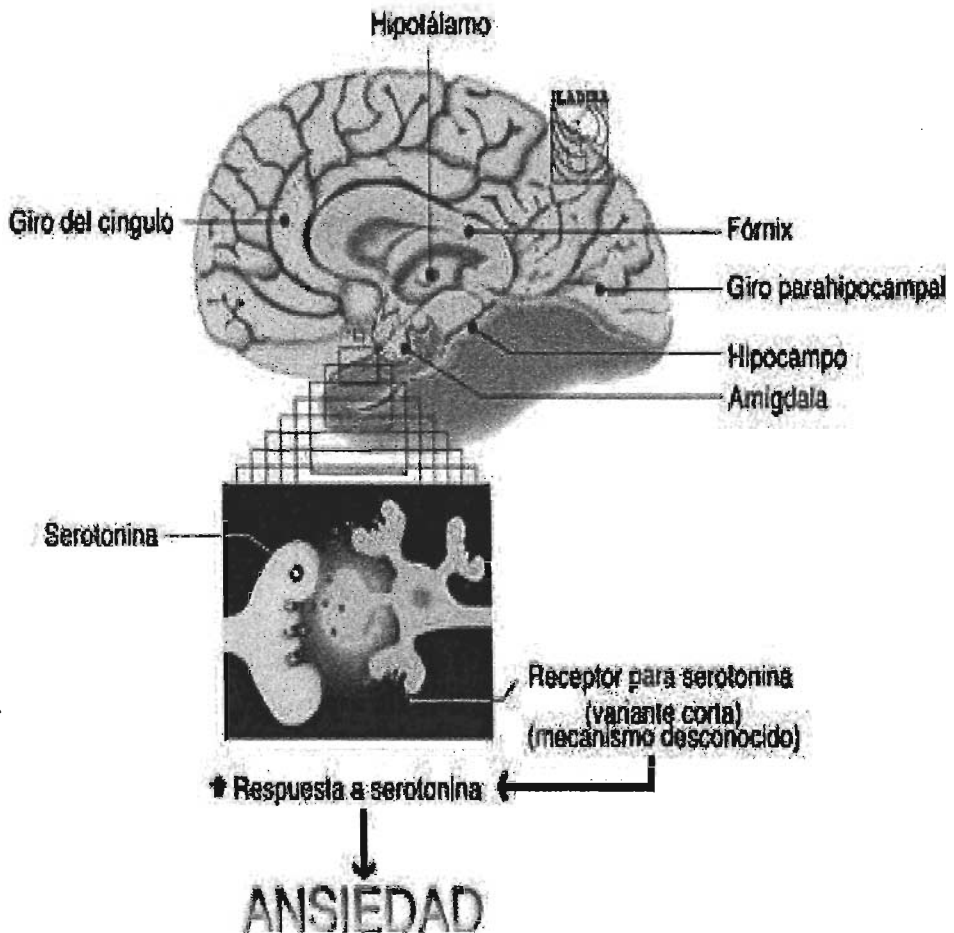 Hipotálamo
Giro del cíngulo
Fórnix
Giro parahipocampal
Hipocampo
Amígdala
Serotonina
Receptor para serotonina
(variante corta)
(mecanismo desconocido)
Respuesta a serotonina
ANSIEDAD